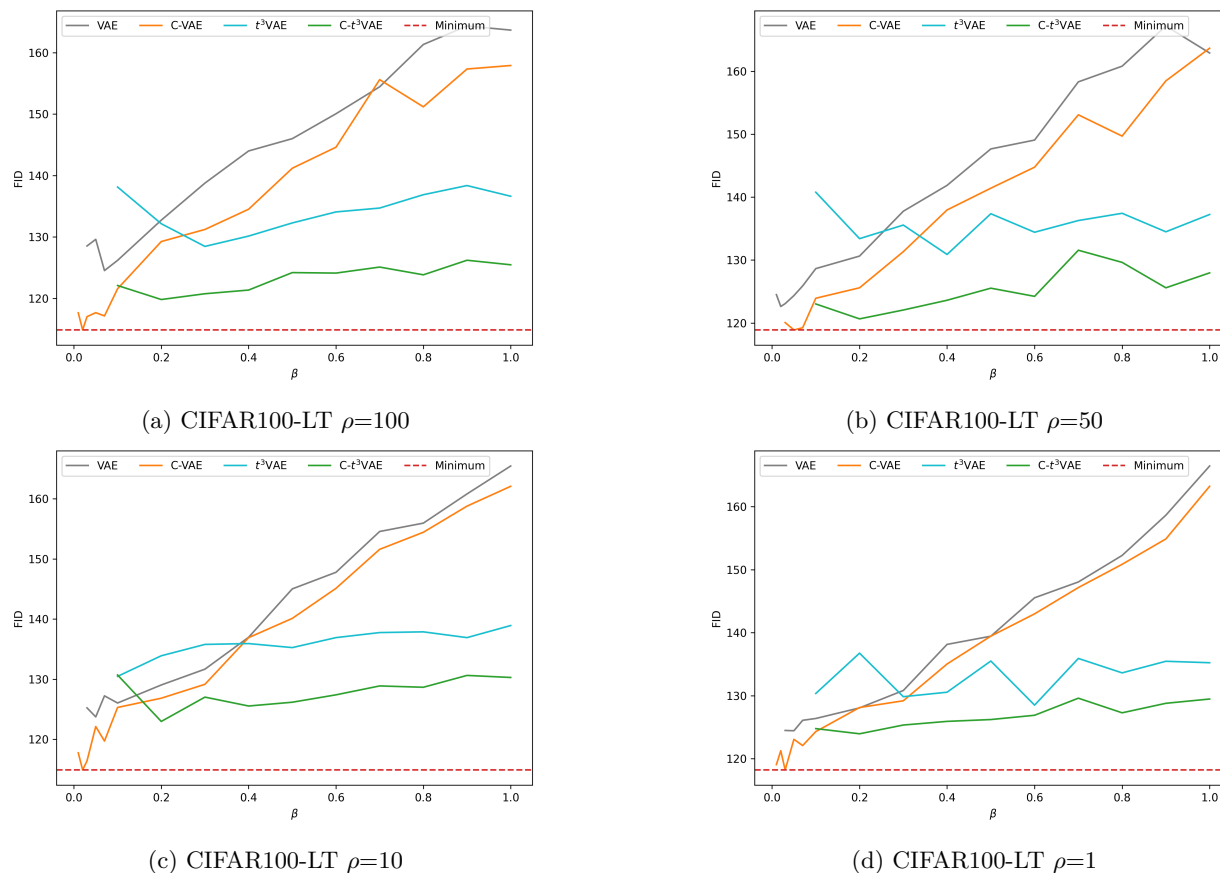 VAE C-VAE t³VAE C-t³VAE Minimum
160
150
140
130
120
FID
0.0 0.2 0.4 0.6 0.8 1.0
β
(a) CIFAR100-LT ρ=100
VAE C-VAE t³VAE C-t³VAE Minimum
160
150
140
130
120
FID
0.0 0.2 0.4 0.6 0.8 1.0
β
(b) CIFAR100-LT ρ=50
VAE C-VAE t³VAE C-t³VAE Minimum
160
150
140
130
120
FID
0.0 0.2 0.4 0.6 0.8 1.0
β
(c) CIFAR100-LT ρ=10
VAE C-VAE t³VAE C-t³VAE Minimum
160
150
140
130
120
FID
0.0 0.2 0.4 0.6 0.8 1.0
β
(d) CIFAR100-LT ρ=1